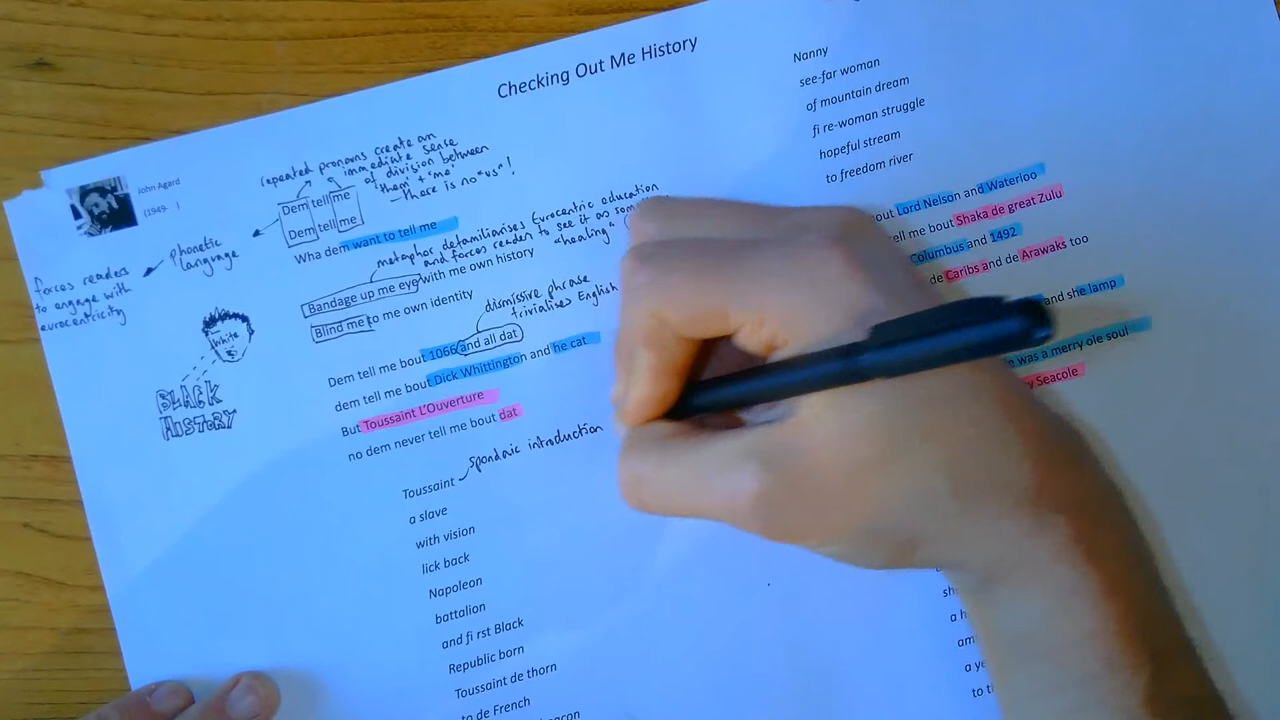 Checking Out Me History
John Agard
(1949- )
repeated pronouns create an
immediate sense
of division between
"them" + "me"
– there is no "us"!
Dem tell me
Dem tell me
Wha dem want to tell me
phonetic
language
forces readers
to engage with
eurocentricity
metaphor defamiliarises Eurocentric education
and forces reader to see it as
"healing"
Bandage up me eye with me own history
Blind me to me own identity
White
BLACK
HISTORY
dismissive phrase
trivialises English
Dem tell me bout 1066 and all dat
dem tell me bout Dick Whittington and he cat
But Toussaint L'Ouverture
no dem never tell me bout dat
spondaic introduction
Toussaint
a slave
with vision
lick back
Napoleon
battalion
and fi rst Black
Republic born
Toussaint de thorn
to de French
Nanny
see-far woman
of mountain dream
fi re-woman struggle
hopeful stream
to freedom river
Lord Nelson and Waterloo
me bout Shaka de great Zulu
Columbus and 1492
de Caribs and de Arawaks too
and she lamp
was a merry ole soul
Seacole